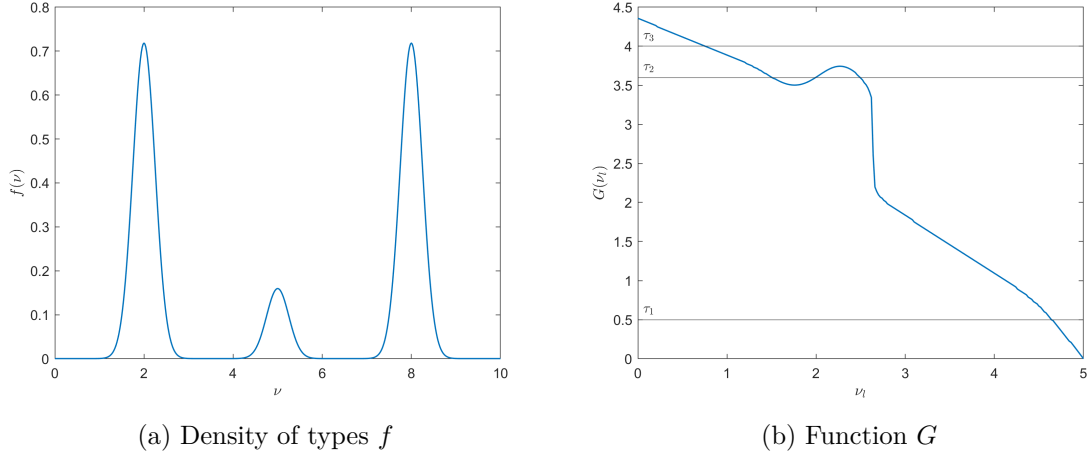 0.8
0.7
0.6
0.5
0.4
0.3
0.2
0.1
0
f(ν)
0 2 4 6 8 10
ν
(a) Density of types f
4.5
4
3.5
3
2.5
2
1.5
1
0.5
0
G(νl)
τ3
τ2
τ1
0 1 2 3 4 5
νl
(b) Function G